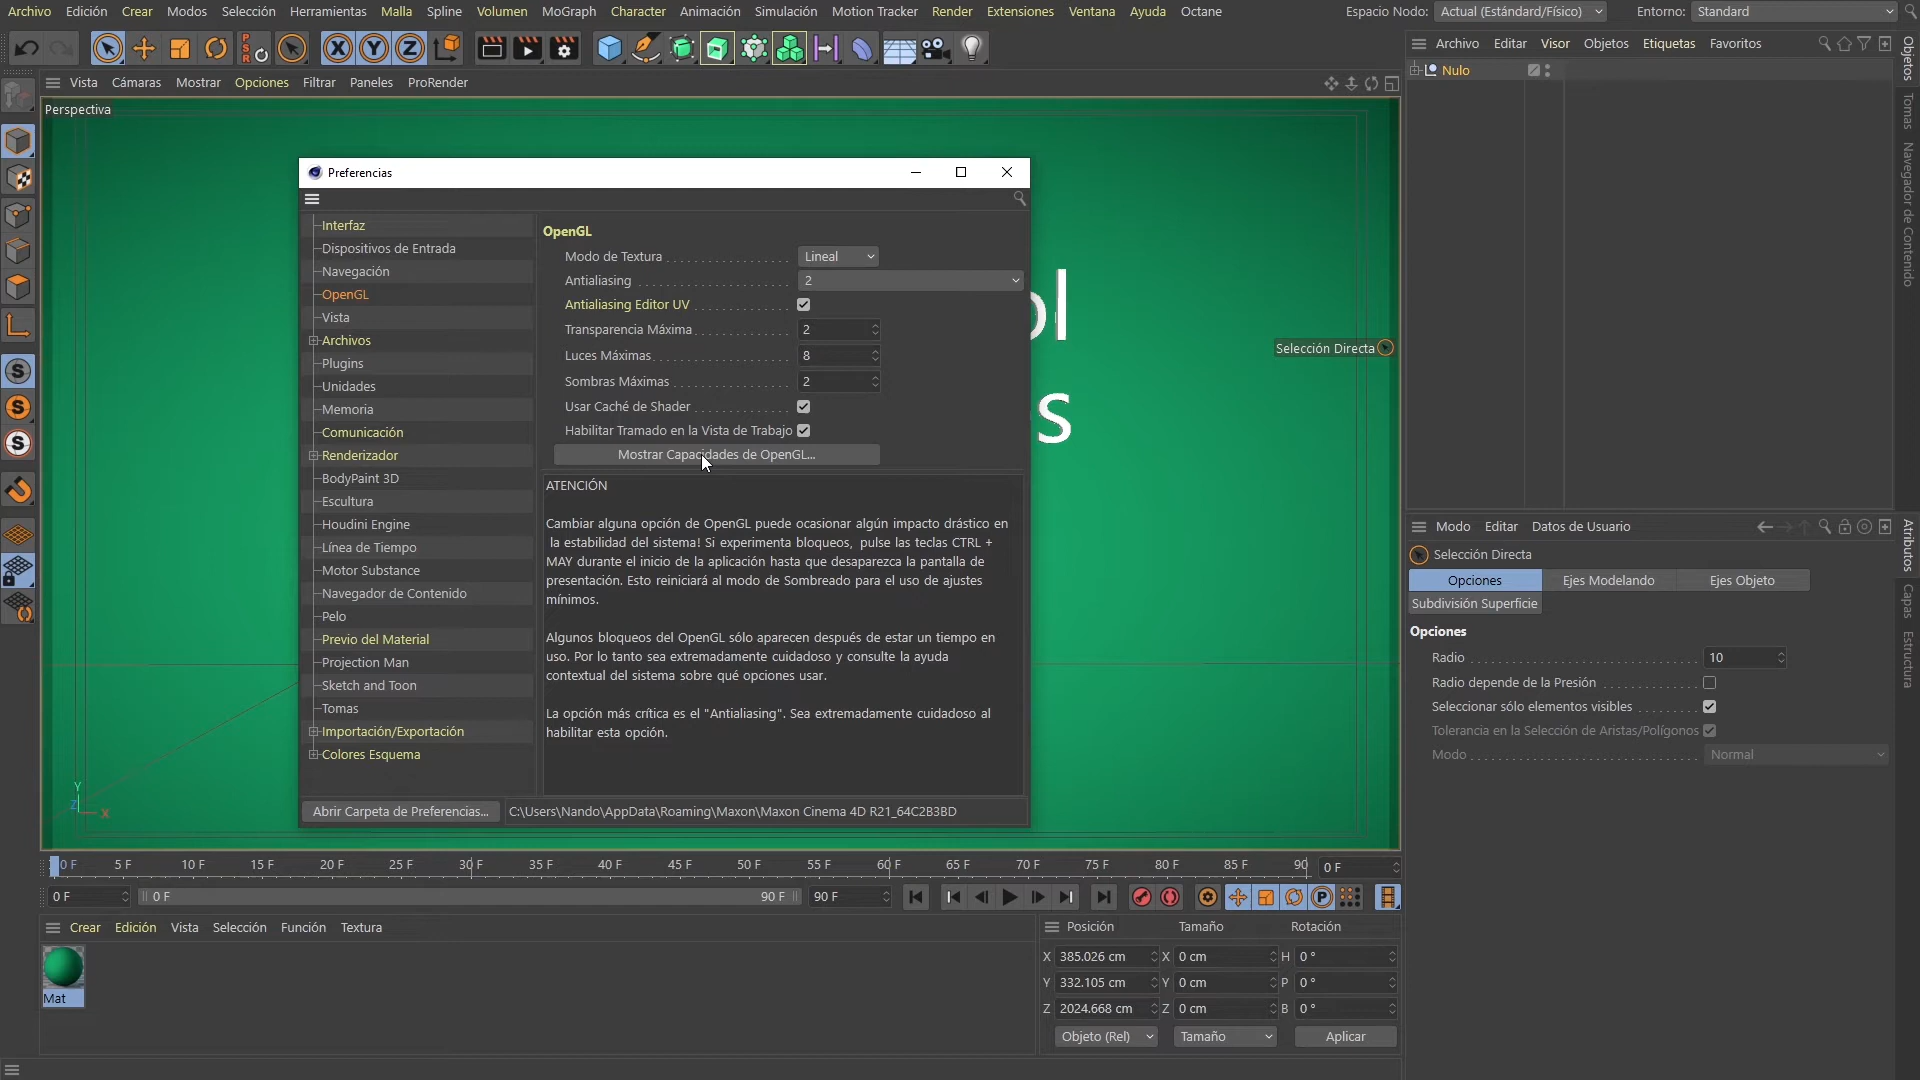 Archivo Edición Crear Modos Selección Herramientas Malla Spline Volumen MoGraph Character Animación Simulación Motion Tracker Render Extensiones Ventana Ayuda Octane Espacio Nodo: Actual (Estándar/Físico) Entorno: Standard
X Y Z
PSR
Archivo Editar Visor Objetos Etiquetas Favoritos
Nulo
Objetos
Tomas
Navegador de Contenido
Vista Cámaras Mostrar Opciones Filtrar Paneles ProRender
Perspectiva
ol
s
Selección Directa
Preferencias
Interfaz
Dispositivos de Entrada
Navegación
OpenGL
Vista
Archivos
Plugins
Unidades
Memoria
Comunicación
Renderizador
BodyPaint 3D
Escultura
Houdini Engine
Línea de Tiempo
Motor Substance
Navegador de Contenido
Pelo
Previo del Material
Projection Man
Sketch and Toon
Tomas
Importación/Exportación
Colores Esquema
OpenGL
Modo de Textura Lineal
Antialiasing 2
Antialiasing Editor UV
Transparencia Máxima 2
Luces Máximas 8
Sombras Máximas 2
Usar Caché de Shader
Habilitar Tramado en la Vista de Trabajo
Mostrar Capacidades de OpenGL...
ATENCIÓN
Cambiar alguna opción de OpenGL puede ocasionar algún impacto drástico en
la estabilidad del sistema! Si experimenta bloqueos, pulse las teclas CTRL +
MAY durante el inicio de la aplicación hasta que desaparezca la pantalla de
presentación. Esto reiniciará al modo de Sombreado para el uso de ajustes
mínimos.
Algunos bloqueos del OpenGL sólo aparecen después de estar un tiempo en
uso. Por lo tanto sea extremadamente cuidadoso y consulte la ayuda
contextual del sistema sobre qué opciones usar.
La opción más crítica es el "Antialiasing". Sea extremadamente cuidadoso al
habilitar esta opción.
Abrir Carpeta de Preferencias... C:\Users\Nando\AppData\Roaming\Maxon\Maxon Cinema 4D R21_64C2B3BD
Y
Z
X
S
S
S
Modo Editar Datos de Usuario
Selección Directa
Opciones Ejes Modelando Ejes Objeto
Subdivisión Superficie
Opciones
Radio 10
Radio depende de la Presión
Seleccionar sólo elementos visibles
Tolerancia en la Selección de Aristas/Polígonos
Modo Normal
Atributos
Capas
Estructura
0 F 5 F 10 F 15 F 20 F 25 F 30 F 35 F 40 F 45 F 50 F 55 F 60 F 65 F 70 F 75 F 80 F 85 F 90 0 F
0 F 0 F 90 F 90 F P
Crear Edición Vista Selección Función Textura
Mat
Posición Tamaño Rotación
X 385.026 cm X 0 cm H 0 °
Y 332.105 cm Y 0 cm P 0 °
Z 2024.668 cm Z 0 cm B 0 °
Objeto (Rel) Tamaño Aplicar